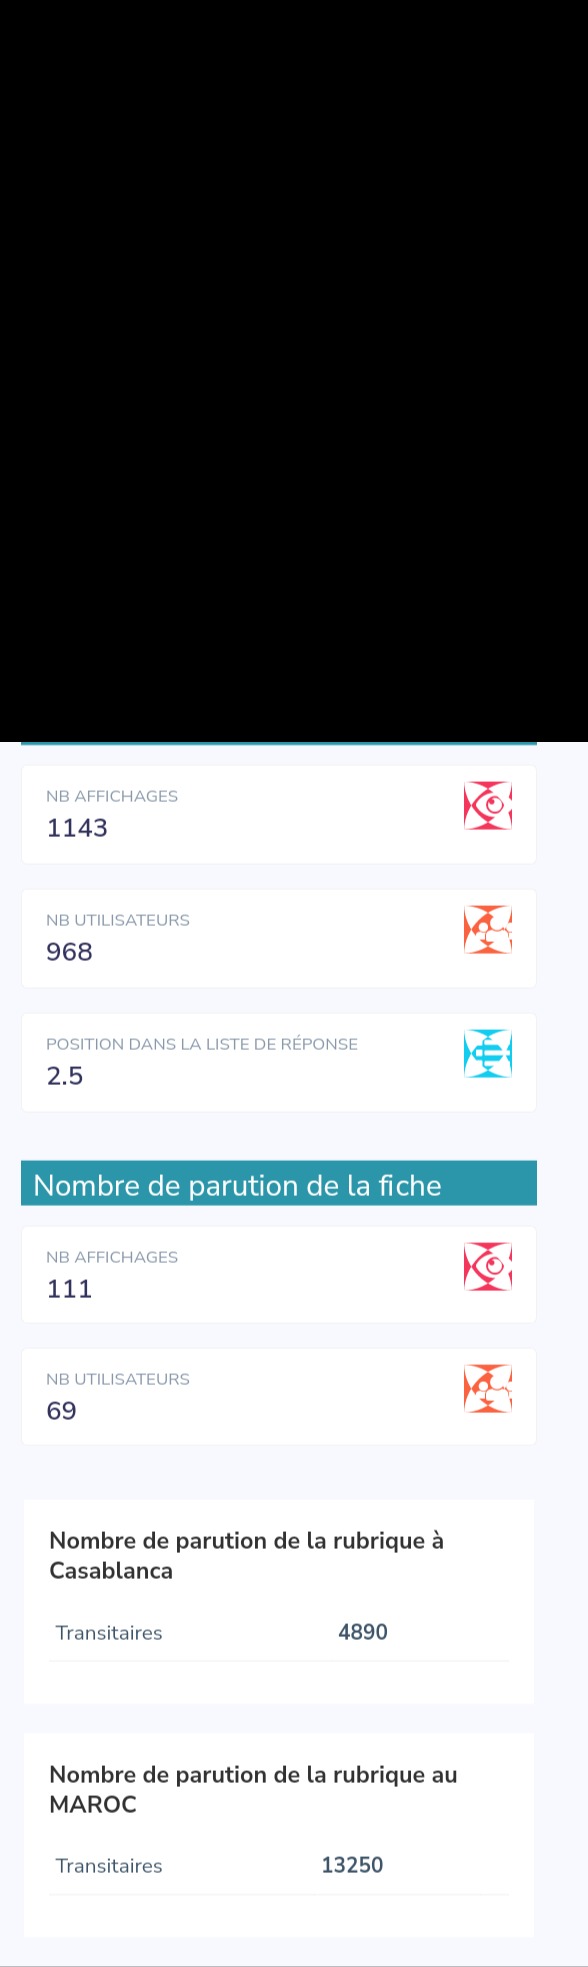 NB AFFICHAGES
1143
NB UTILISATEURS
968
POSITION DANS LA LISTE DE RÉPONSE
2.5
Nombre de parution de la fiche
NB AFFICHAGES
111
NB UTILISATEURS
69
Nombre de parution de la rubrique à
Casablanca
Transitaires 4890
Nombre de parution de la rubrique au
MAROC
Transitaires 13250